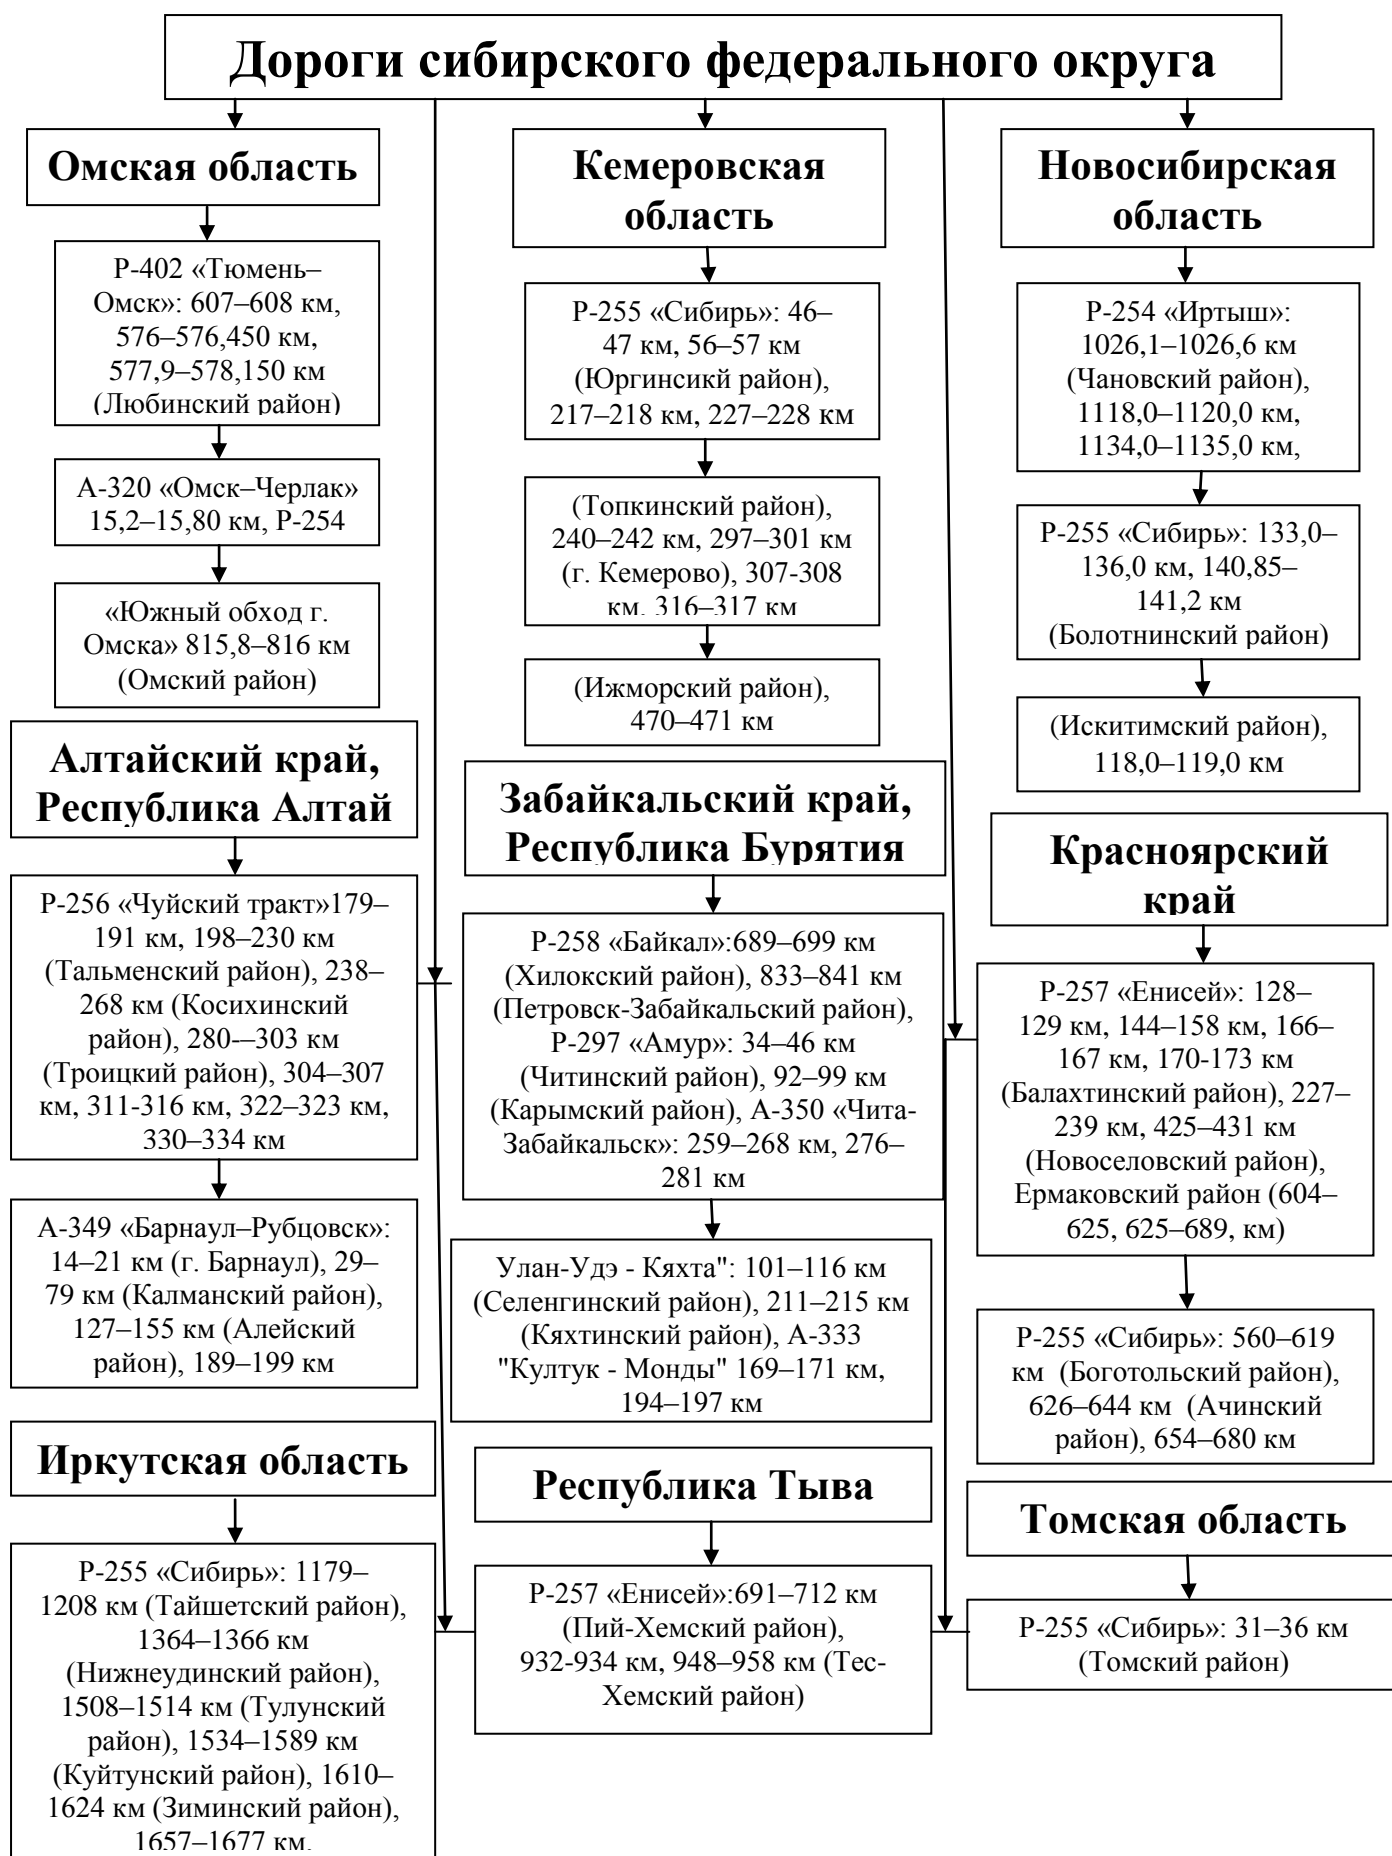 Дороги сибирского федерального округа
Омская область
Р-402 «Тюмень–
Омск»: 607–608 км,
576–576,450 км,
577,9–578,150 км
(Любинский район)
А-320 «Омск–Черлак»
15,2–15,80 км, Р-254
«Южный обход г.
Омска» 815,8–816 км
(Омский район)
Кемеровская
область
Р-255 «Сибирь»: 46–
47 км, 56–57 км
(Юргинсикй район),
217–218 км, 227–228 км
(Топкинский район),
240–242 км, 297–301 км
(г. Кемерово), 307-308
км, 316–317 км
(Ижморский район),
470–471 км
Новосибирская
область
Р-254 «Иртыш»:
1026,1–1026,6 км
(Чановский район),
1118,0–1120,0 км,
1134,0–1135,0 км,
Р-255 «Сибирь»: 133,0–
136,0 км, 140,85–
141,2 км
(Болотнинский район)
(Искитимский район),
118,0–119,0 км
Алтайский край,
Республика Алтай
Р-256 «Чуйский тракт»179–
191 км, 198–230 км
(Тальменский район), 238–
268 км (Косихинский
район), 280-–303 км
(Троицкий район), 304–307
км, 311-316 км, 322–323 км,
330–334 км
А-349 «Барнаул–Рубцовск»:
14–21 км (г. Барнаул), 29–
79 км (Калманский район),
127–155 км (Алейский
район), 189–199 км
Забайкальский край,
Республика Бурятия
Р-258 «Байкал»:689–699 км
(Хилокский район), 833–841 км
(Петровск-Забайкальский район),
Р-297 «Амур»: 34–46 км
(Читинский район), 92–99 км
(Карымский район), А-350 «Чита-
Забайкальск»: 259–268 км, 276–
281 км
Улан-Удэ - Кяхта": 101–116 км
(Селенгинский район), 211–215 км
(Кяхтинский район), А-333
"Култук - Монды" 169–171 км,
194–197 км
Красноярский
край
Р-257 «Енисей»: 128–
129 км, 144–158 км, 166–
167 км, 170-173 км
(Балахтинский район), 227–
239 км, 425–431 км
(Новоселовский район),
Ермаковский район (604–
625, 625–689, км)
Р-255 «Сибирь»: 560–619
км (Боготольский район),
626–644 км (Ачинский
район), 654–680 км
Иркутская область
Р-255 «Сибирь»: 1179–
1208 км (Тайшетский район),
1364–1366 км
(Нижнеудинский район),
1508–1514 км (Тулунский
район), 1534–1589 км
(Куйтунский район), 1610–
1624 км (Зиминский район),
1657–1677 км,
Республика Тыва
Р-257 «Енисей»:691–712 км
(Пий-Хемский район),
932-934 км, 948–958 км (Тес-
Хемский район)
Томская область
Р-255 «Сибирь»: 31–36 км
(Томский район)